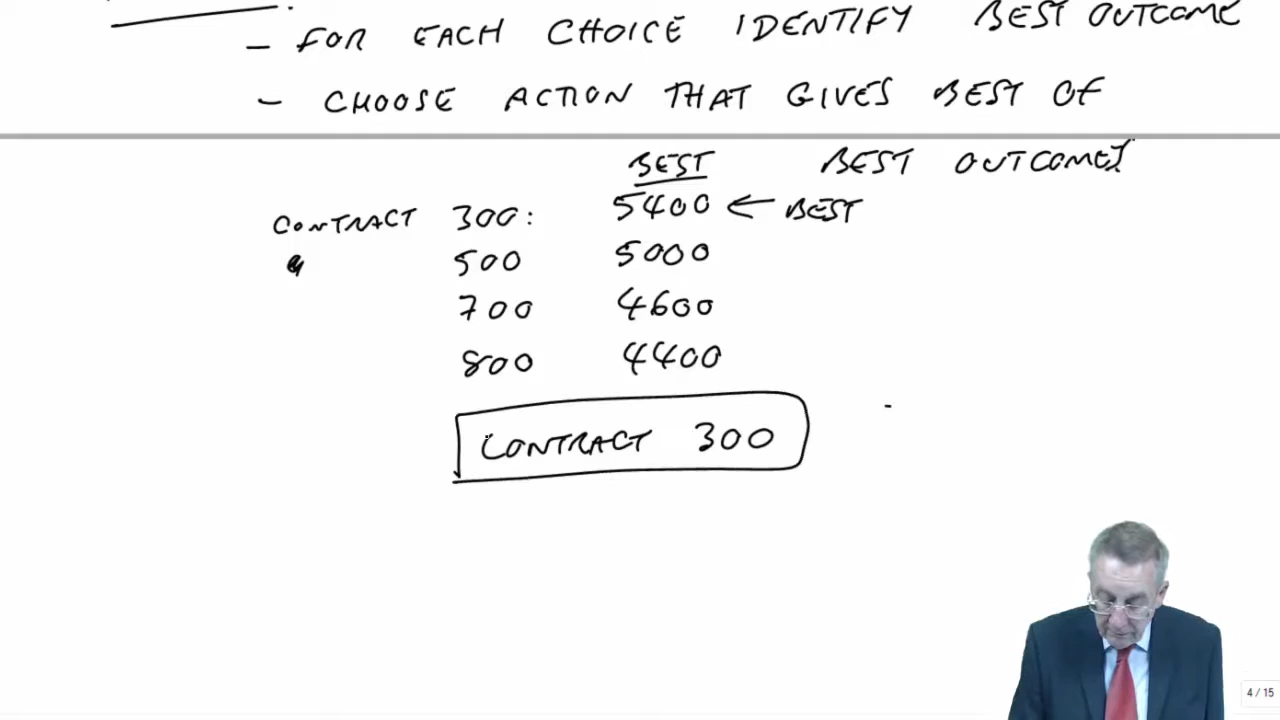 - FOR EACH CHOICE IDENTIFY BEST OUTCOME
- CHOOSE ACTION THAT GIVES BEST OF
BEST OUTCOMES
BEST
CONTRACT 300: 5400 ← BEST
500 5000
700 4600
800 4400
CONTRACT 300
4 / 15